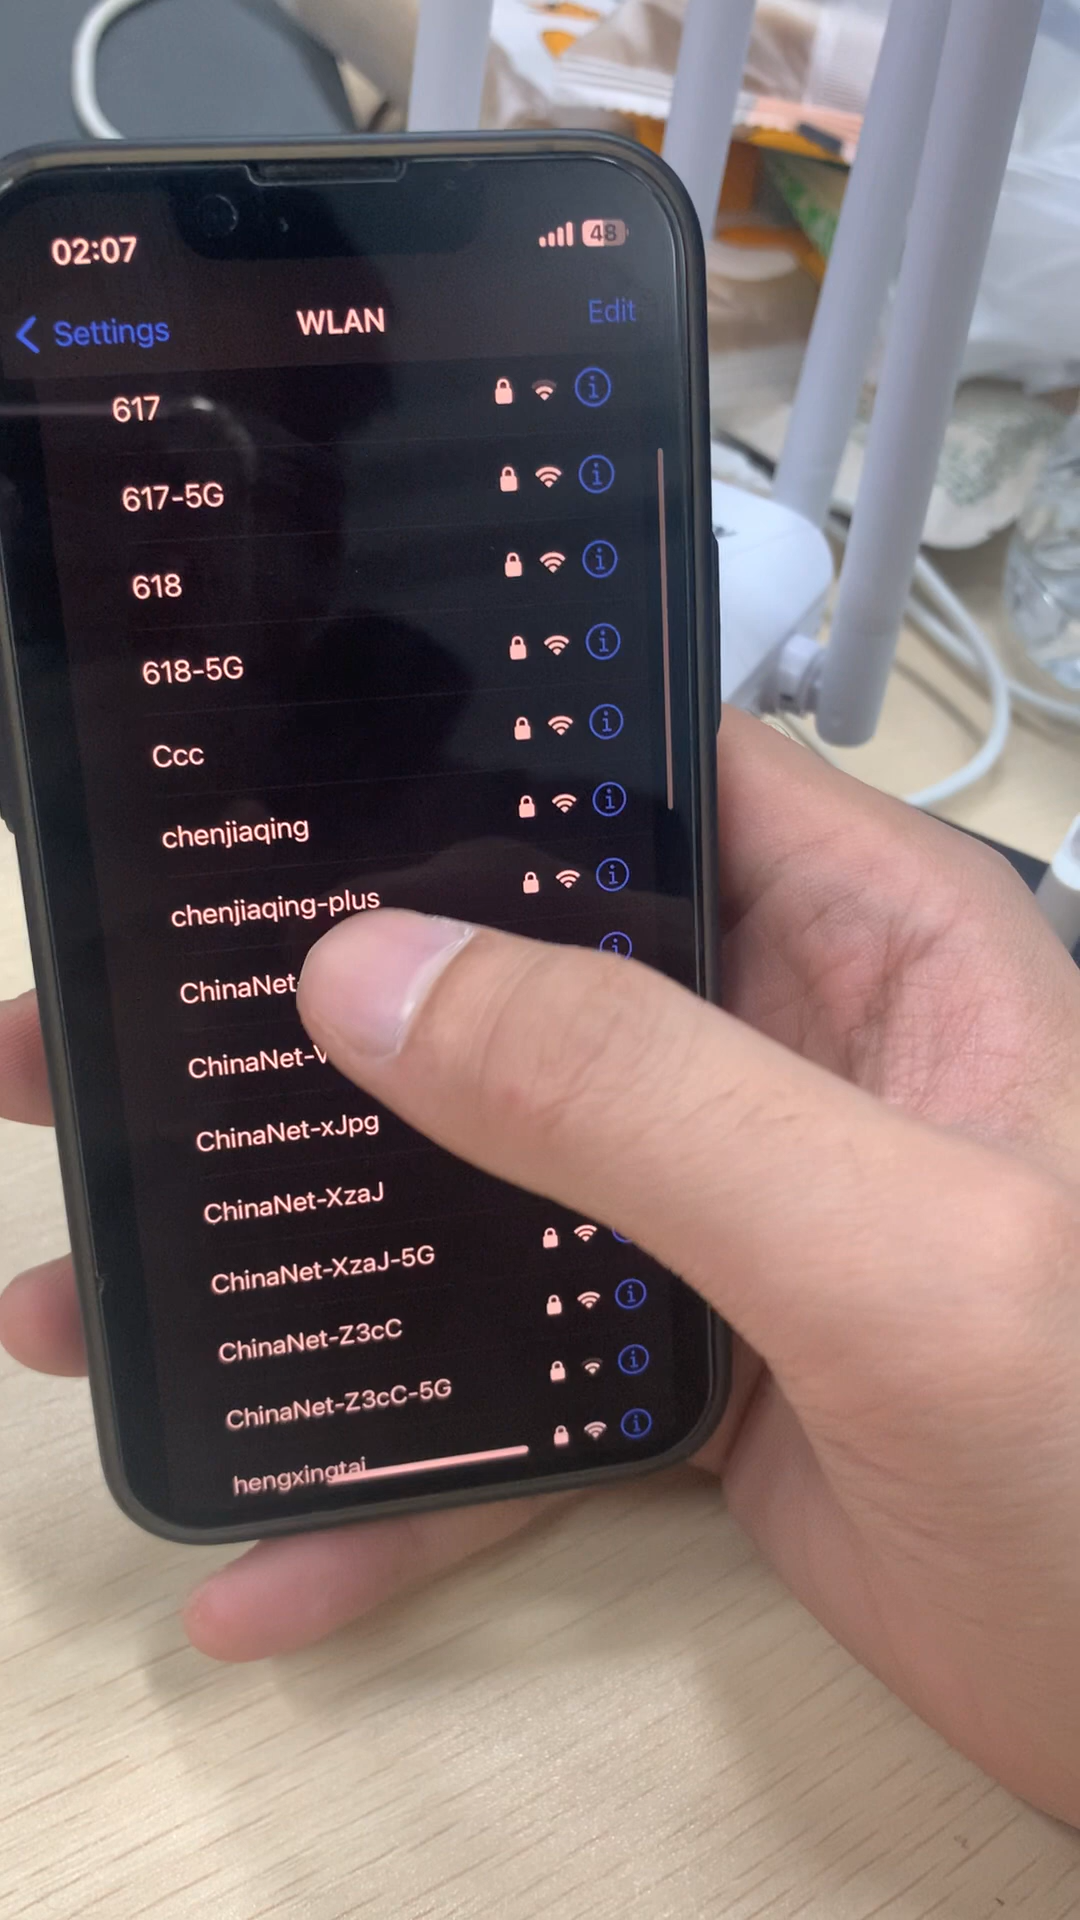 02:07
48
Settings
WLAN
Edit
617
617-5G
618
618-5G
Ccc
chenjiaqing
chenjiaqing-plus
ChinaNet-
ChinaNet-V
ChinaNet-xJpg
ChinaNet-XzaJ
ChinaNet-XzaJ-5G
ChinaNet-Z3cC
ChinaNet-Z3cC-5G
hengxingtai